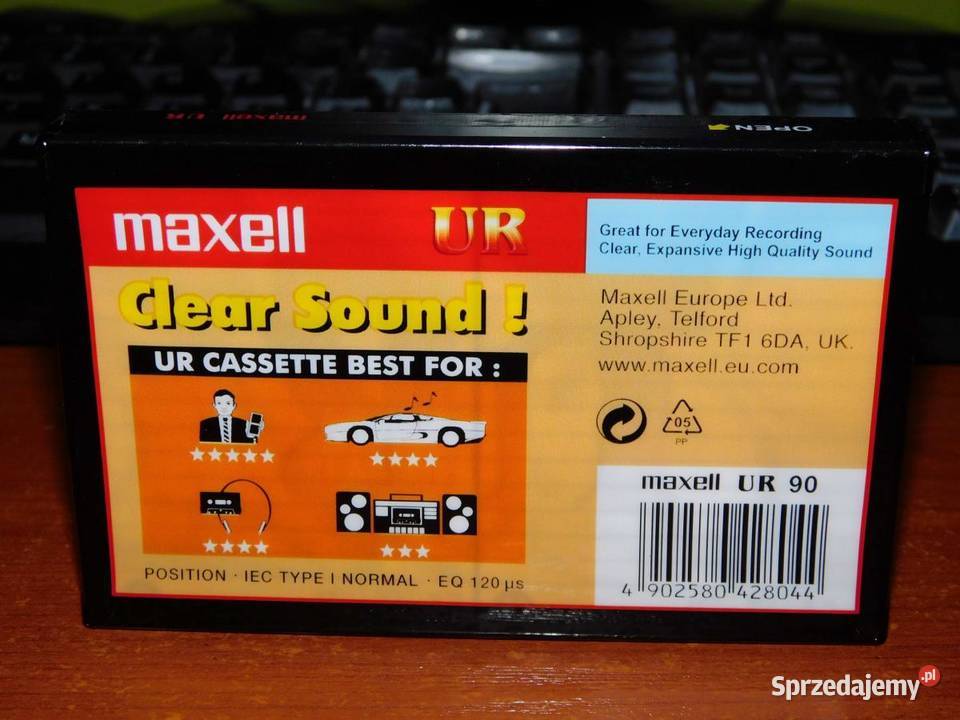 maxell UR
OPEN
maxell UR
Great for Everyday Recording
Clear, Expansive High Quality Sound
Clear Sound !
UR CASSETTE BEST FOR :
POSITION · IEC TYPE I NORMAL · EQ 120 µs
Maxell Europe Ltd.
Apley, Telford
Shropshire TF1 6DA, UK.
www.maxell.eu.com
05
PP
maxell UR 90
4 902580 428044
Sprzedajemy.pl